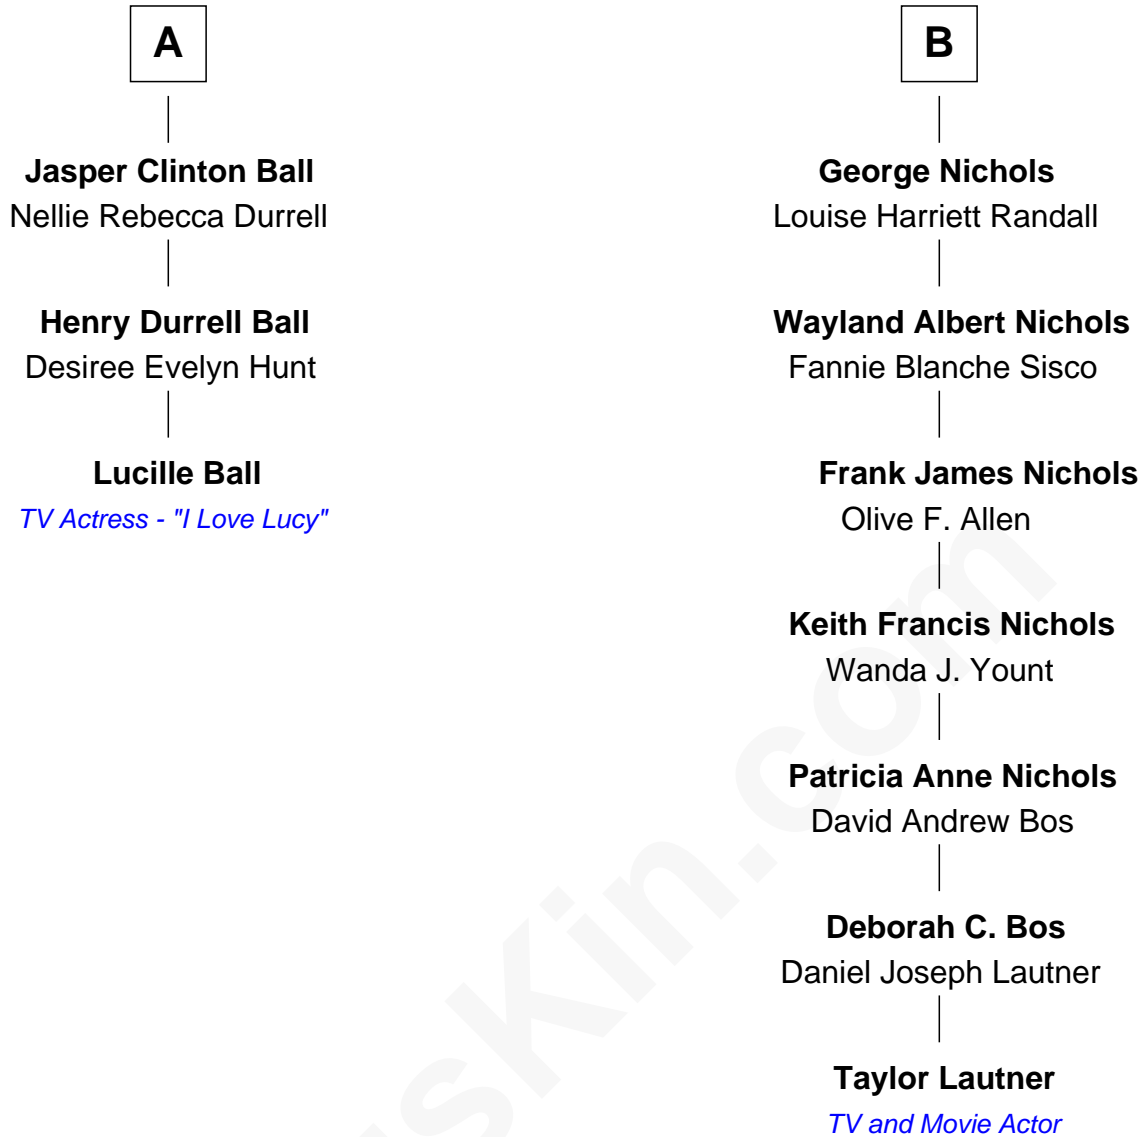 A
Jasper Clinton Ball
Nellie Rebecca Durrell
Henry Durrell Ball
Desiree Evelyn Hunt
Lucille Ball
TV Actress - "I Love Lucy"
B
George Nichols
Louise Harriett Randall
Wayland Albert Nichols
Fannie Blanche Sisco
Frank James Nichols
Olive F. Allen
Keith Francis Nichols
Wanda J. Yount
Patricia Anne Nichols
David Andrew Bos
Deborah C. Bos
Daniel Joseph Lautner
Taylor Lautner
TV and Movie Actor
sKin.com